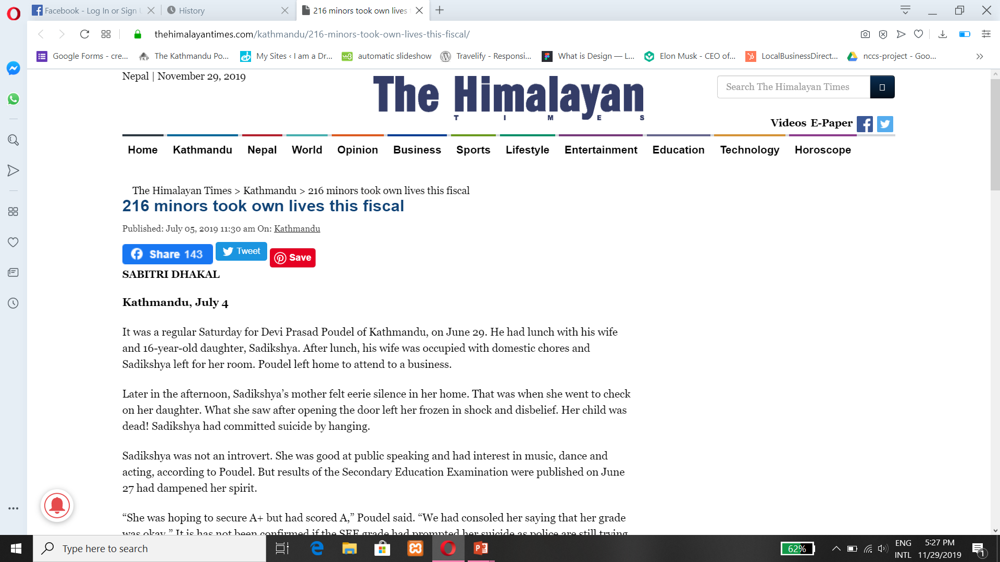 Facebook - Log In or Sign U
History
216 minors took own lives t
thehimalayantimes.com/kathmandu/216-minors-took-own-lives-this-fiscal/
Google Forms - cre...
The Kathmandu Po...
My Sites ‹ I am a Dr...
automatic slideshow
Travelify - Responsi...
What is Design — L...
Elon Musk - CEO of...
LocalBusinessDirect...
nccs-project - Goo...
Nepal | November 29, 2019
The Himalayan
TIMES
Search The Himalayan Times
Videos E-Paper
Home Kathmandu Nepal World Opinion Business Sports Lifestyle Entertainment Education Technology Horoscope
The Himalayan Times > Kathmandu > 216 minors took own lives this fiscal
216 minors took own lives this fiscal
Published: July 05, 2019 11:30 am On: Kathmandu
Share 143
Tweet
Save
SABITRI DHAKAL
Kathmandu, July 4
It was a regular Saturday for Devi Prasad Poudel of Kathmandu, on June 29. He had lunch with his wife
and 16-year-old daughter, Sadikshya. After lunch, his wife was occupied with domestic chores and
Sadikshya left for her room. Poudel left home to attend to a business.
Later in the afternoon, Sadikshya’s mother felt eerie silence in her home. That was when she went to check
on her daughter. What she saw after opening the door left her frozen in shock and disbelief. Her child was
dead! Sadikshya had committed suicide by hanging.
Sadikshya was not an introvert. She was good at public speaking and had interest in music, dance and
acting, according to Poudel. But results of the Secondary Education Examination were published on June
27 had dampened her spirit.
“She was hoping to secure A+ but had scored A,” Poudel said. “We had consoled her saying that her grade
was okay.” It is has not been confirmed if the SEE grade had prompted her suicide as police are still trying
Type here to search
62%
ENG
INTL
5:27 PM
11/29/2019
1